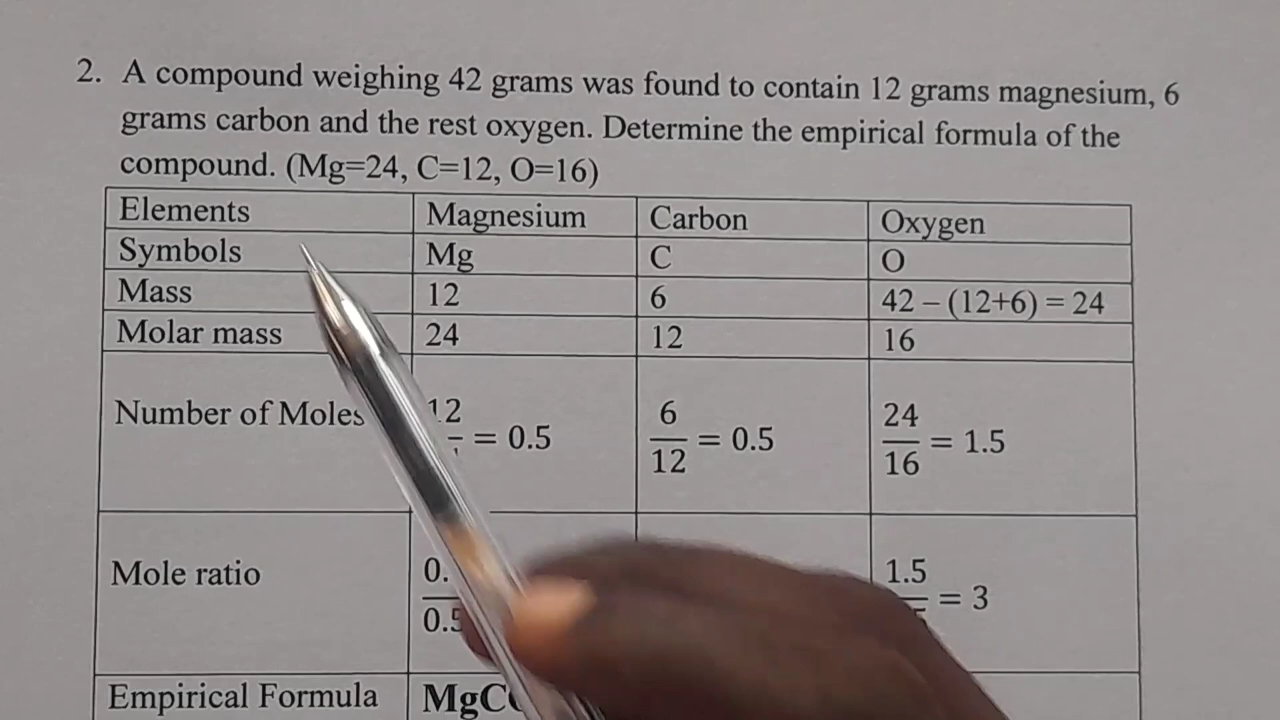 2. A compound weighing 42 grams was found to contain 12 grams magnesium, 6
grams carbon and the rest oxygen. Determine the empirical formula of the
compound. (Mg=24, C=12, O=16)
Elements Magnesium Carbon Oxygen
Symbols Mg C O
Mass 12 6 42 – (12+6) = 24
Molar mass 24 12 16
Number of Moles 12 = 0.5 6/12 = 0.5 24/16 = 1.5
Mole ratio 1.5 = 3
Empirical Formula